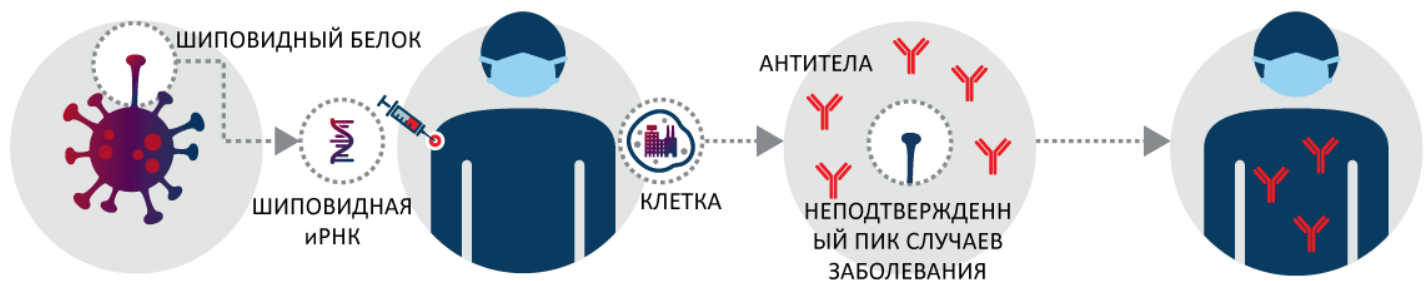 ШИПОВИДНЫЙ БЕЛОК
ШИПОВИДНАЯ
иРНК
КЛЕТКА
АНТИТЕЛА
НЕПОДТВЕРЖДЕНН
ЫЙ ПИК СЛУЧАЕВ
ЗАБОЛЕВАНИЯ